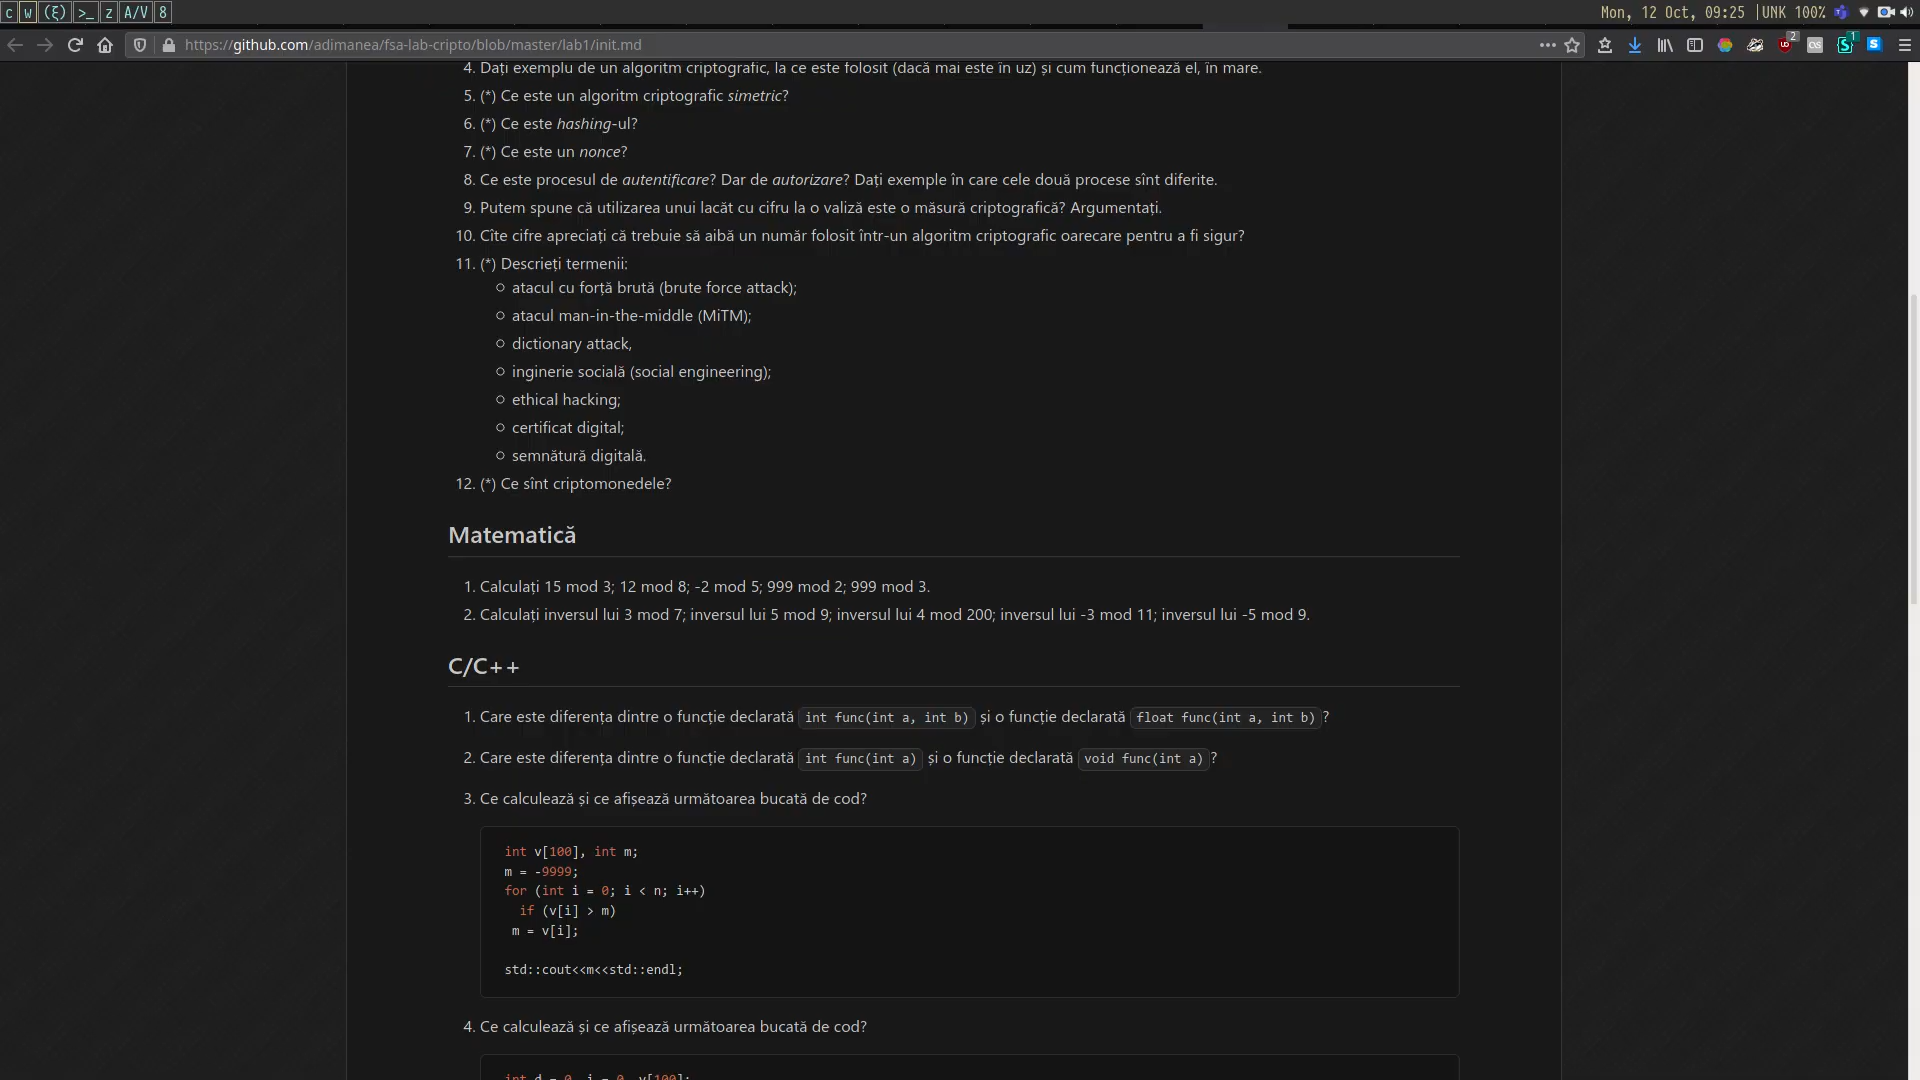 c w (ξ) >_ z A/V 8 Mon, 12 Oct, 09:25 |UNK 100%
https://github.com/adimanea/fsa-lab-cripto/blob/master/lab1/init.md 2 1
4. Dați exemplu de un algoritm criptografic, la ce este folosit (dacă mai este în uz) și cum funcționează el, în mare.
5. (*) Ce este un algoritm criptografic simetric?
6. (*) Ce este hashing-ul?
7. (*) Ce este un nonce?
8. Ce este procesul de autentificare? Dar de autorizare? Dați exemple în care cele două procese sînt diferite.
9. Putem spune că utilizarea unui lacăt cu cifru la o valiză este o măsură criptografică? Argumentați.
10. Cîte cifre apreciați că trebuie să aibă un număr folosit într-un algoritm criptografic oarecare pentru a fi sigur?
11. (*) Descrieți termenii:
○ atacul cu forță brută (brute force attack);
○ atacul man-in-the-middle (MiTM);
○ dictionary attack,
○ inginerie socială (social engineering);
○ ethical hacking;
○ certificat digital;
○ semnătură digitală.
12. (*) Ce sînt criptomonedele?
Matematică
1. Calculați 15 mod 3; 12 mod 8; -2 mod 5; 999 mod 2; 999 mod 3.
2. Calculați inversul lui 3 mod 7; inversul lui 5 mod 9; inversul lui 4 mod 200; inversul lui -3 mod 11; inversul lui -5 mod 9.
C/C++
1. Care este diferența dintre o funcție declarată int func(int a, int b) și o funcție declarată float func(int a, int b)?
2. Care este diferența dintre o funcție declarată int func(int a) și o funcție declarată void func(int a)?
3. Ce calculează și ce afișează următoarea bucată de cod?
int v[100], int m;
m = -9999;
for (int i = 0; i < n; i++)
if (v[i] > m)
m = v[i];
std::cout<<m<<std::endl;
4. Ce calculează și ce afișează următoarea bucată de cod?
int d = 0, i = 0, v[100];